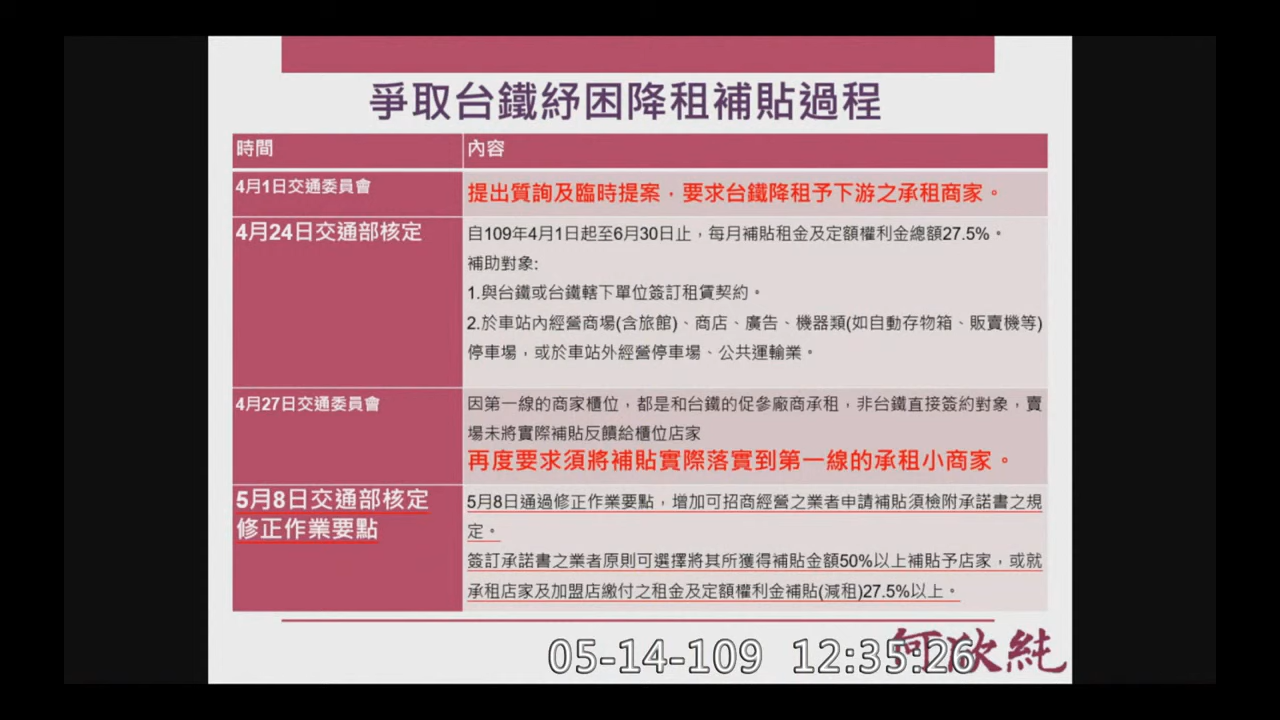 爭取台鐵紓困降租補貼過程
時間
內容
4月1日交通委員會
提出質詢及臨時提案，要求台鐵降租予下游之承租商家。
4月24日交通部核定
自109年4月1日起至6月30日止，每月補貼租金及定額權利金總額27.5%。
補助對象:
1.與台鐵或台鐵轄下單位簽訂租賃契約。
2.於車站內經營商場(含旅館)、商店、廣告、機器類(如自動存物箱、販賣機等)
停車場，或於車站外經營停車場、公共運輸業。
4月27日交通委員會
因第一線的商家櫃位，都是和台鐵的促參廠商承租，非台鐵直接簽約對象，賣
場未將實際補貼反饋給櫃位店家
再度要求須將補貼實際落實到第一線的承租小商家。
5月8日交通部核定
修正作業要點
5月8日通過修正作業要點，增加可招商經營之業者申請補貼須檢附承諾書之規
定。
簽訂承諾書之業者原則可選擇將其所獲得補貼金額50%以上補貼予店家，或就
承租店家及加盟店繳付之租金及定額權利金補貼(減租)27.5%以上。
何欣純
05-14-109 12:35:26